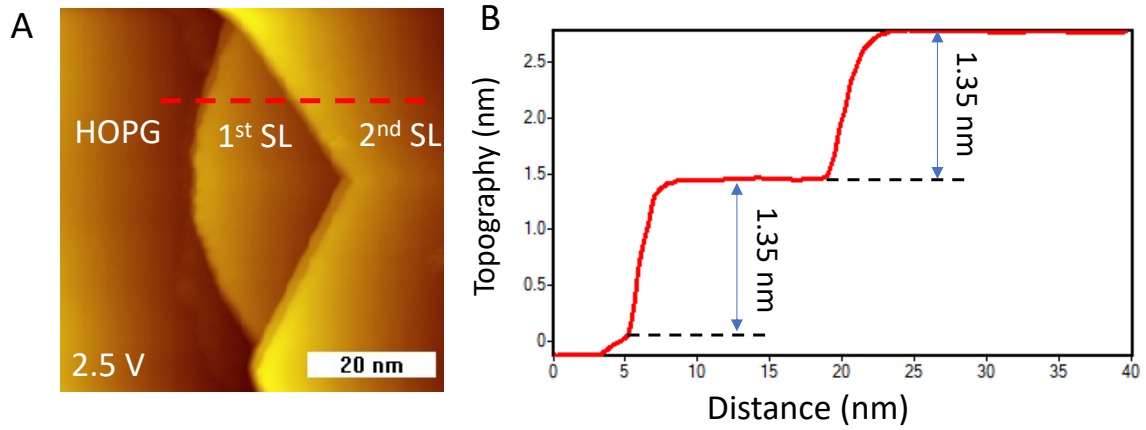 A
HOPG
1st SL
2nd SL
2.5 V
20 nm
B
Topography (nm)
2.5
2.0
1.5
1.0
0.5
0
1.35 nm
1.35 nm
0
5
10
15
20
25
30
35
40
Distance (nm)